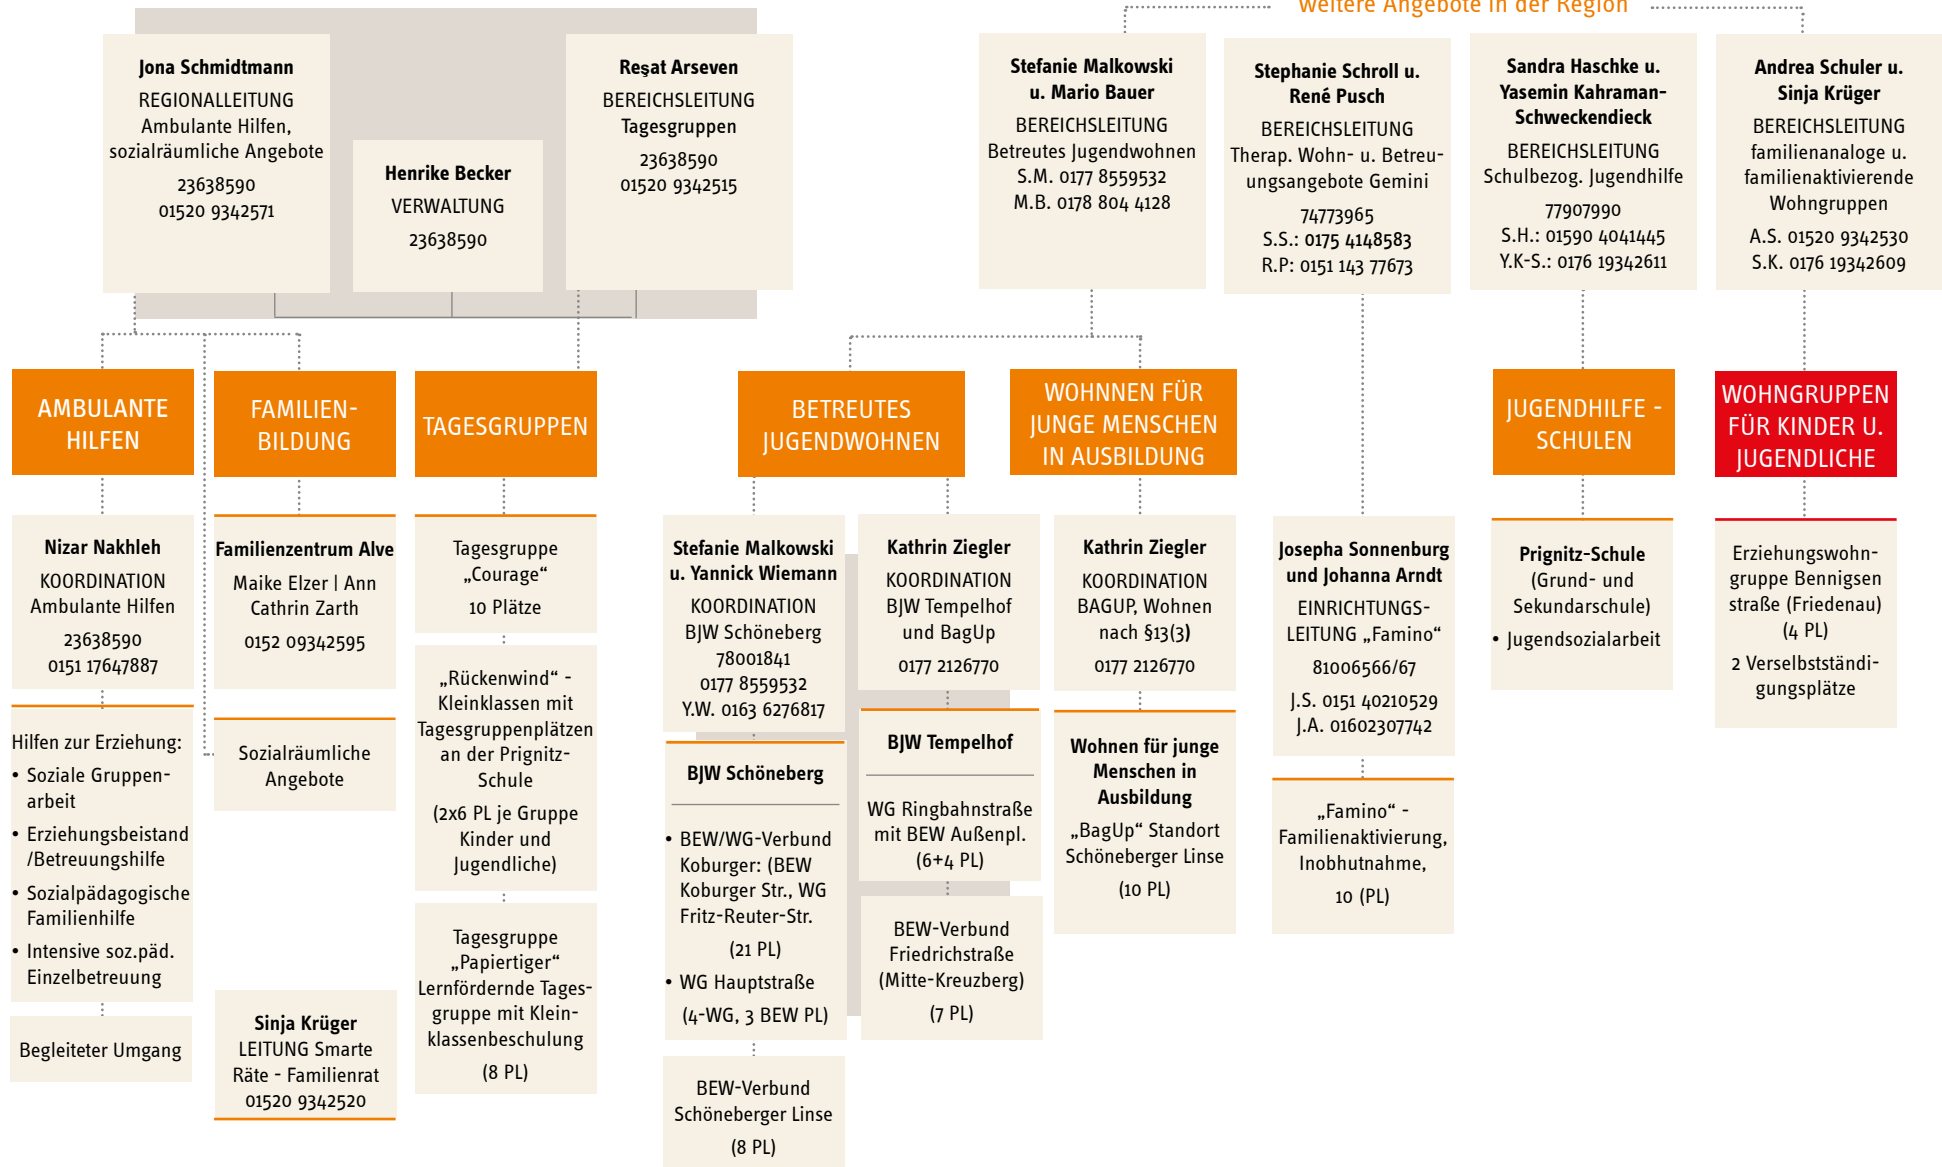 weitere Angebote in der Region
Jona Schmidtmann
REGIONALLEITUNG
Ambulante Hilfen,
sozialräumliche Angebote
23638590
01520 9342571
Henrike Becker
VERWALTUNG
23638590
Reşat Arseven
BEREICHSLEITUNG
Tagesgruppen
23638590
01520 9342515
Stefanie Malkowski
u. Mario Bauer
BEREICHSLEITUNG
Betreutes Jugendwohnen
S.M. 0177 8559532
M.B. 0178 804 4128
Stephanie Schroll u.
René Pusch
BEREICHSLEITUNG
Therap. Wohn- u. Betreu-
ungsangebote Gemini
74773965
S.S.: 0175 4148583
R.P: 0151 143 77673
Sandra Haschke u.
Yasemin Kahraman-
Schweckendieck
BEREICHSLEITUNG
Schulbezog. Jugendhilfe
77907990
S.H.: 01590 4041445
Y.K-S.: 0176 19342611
Andrea Schuler u.
Sinja Krüger
BEREICHSLEITUNG
familienanaloge u.
familienaktivierende
Wohngruppen
A.S. 01520 9342530
S.K. 0176 19342609
AMBULANTE
HILFEN
FAMILIEN-
BILDUNG
TAGESGRUPPEN
BETREUTES
JUGENDWOHNEN
WOHNNEN FÜR
JUNGE MENSCHEN
IN AUSBILDUNG
JUGENDHILFE -
SCHULEN
WOHNGRUPPEN
FÜR KINDER U.
JUGENDLICHE
Nizar Nakhleh
KOORDINATION
Ambulante Hilfen
23638590
0151 17647887
Hilfen zur Erziehung:
• Soziale Gruppen-
arbeit
• Erziehungsbeistand
/Betreuungshilfe
• Sozialpädagogische
Familienhilfe
• Intensive soz.päd.
Einzelbetreuung
Begleiteter Umgang
Familienzentrum Alve
Maike Elzer | Ann
Cathrin Zarth
0152 09342595
Sozialräumliche
Angebote
Sinja Krüger
LEITUNG Smarte
Räte - Familienrat
01520 9342520
Tagesgruppe
„Courage“
10 Plätze
„Rückenwind“ -
Kleinklassen mit
Tagesgruppenplätzen
an der Prignitz-
Schule
(2x6 PL je Gruppe
Kinder und
Jugendliche)
Tagesgruppe
„Papiertiger“
Lernfördernde Tages-
gruppe mit Klein-
klassenbeschulung
(8 PL)
Stefanie Malkowski
u. Yannick Wiemann
KOORDINATION
BJW Schöneberg
78001841
0177 8559532
Y.W. 0163 6276817
BJW Schöneberg
• BEW/WG-Verbund
Koburger: (BEW
Koburger Str., WG
Fritz-Reuter-Str.
(21 PL)
• WG Hauptstraße
(4-WG, 3 BEW PL)
BEW-Verbund
Schöneberger Linse
(8 PL)
Kathrin Ziegler
KOORDINATION
BJW Tempelhof
und BagUp
0177 2126770
BJW Tempelhof
WG Ringbahnstraße
mit BEW Außenpl.
(6+4 PL)
BEW-Verbund
Friedrichstraße
(Mitte-Kreuzberg)
(7 PL)
Kathrin Ziegler
KOORDINATION
BAGUP, Wohnen
nach §13(3)
0177 2126770
Wohnen für junge
Menschen in
Ausbildung
„BagUp“ Standort
Schöneberger Linse
(10 PL)
Josepha Sonnenburg
und Johanna Arndt
EINRICHTUNGS-
LEITUNG „Famino“
81006566/67
J.S. 0151 40210529
J.A. 01602307742
„Famino“ -
Familienaktivierung,
Inobhutnahme,
10 (PL)
Prignitz-Schule
(Grund- und
Sekundarschule)
• Jugendsozialarbeit
Erziehungswohn-
gruppe Bennigsen
straße (Friedenau)
(4 PL)
2 Verselbstständi-
gungsplätze